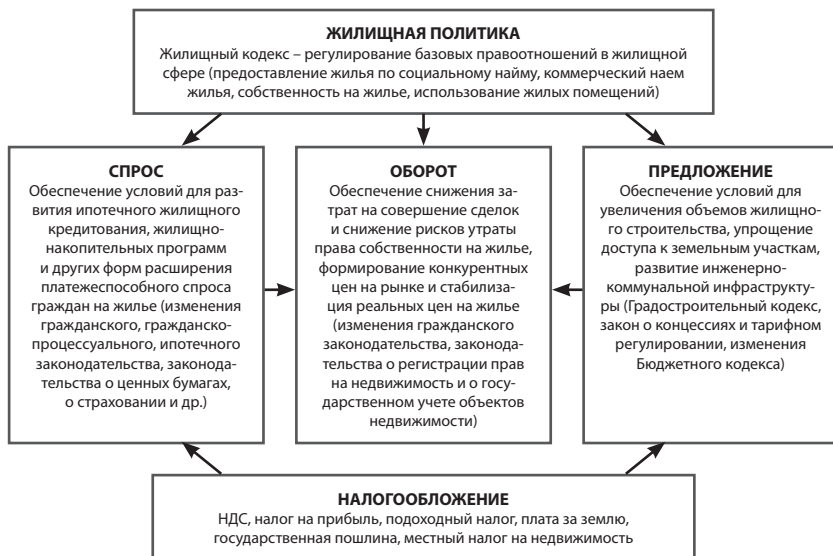 ЖИЛИЩНАЯ ПОЛИТИКА
Жилищный кодекс – регулирование базовых правоотношений в жилищной
сфере (предоставление жилья по социальному найму, коммерческий наем
жилья, собственность на жилье, использование жилых помещений)
СПРОС
Обеспечение условий для раз-
вития ипотечного жилищного
кредитования, жилищно-
накопительных программ
и других форм расширения
платежеспособного спроса
граждан на жилье (изменения
гражданского, гражданско-
процессуального, ипотечного
законодательства, законода-
тельства о ценных бумагах,
о страховании и др.)
ОБОРОТ
Обеспечение снижения за-
трат на совершение сделок
и снижение рисков утраты
права собственности на жилье,
формирование конкурентных
цен на рынке и стабилиза-
ция реальных цен на жилье
(изменения гражданского
законодательства, законода-
тельства о регистрации прав
на недвижимость и о госу-
дарственном учете объектов
недвижимости)
ПРЕДЛОЖЕНИЕ
Обеспечение условий для
увеличения объемов жилищно-
го строительства, упрощение
доступа к земельным участкам,
развитие инженерно-
коммунальной инфраструкту-
ры (Градостроительный кодекс,
закон о концессиях и тарифном
регулировании, изменения
Бюджетного кодекса)
НАЛОГООБЛОЖЕНИЕ
НДС, налог на прибыль, подоходный налог, плата за землю,
государственная пошлина, местный налог на недвижимость